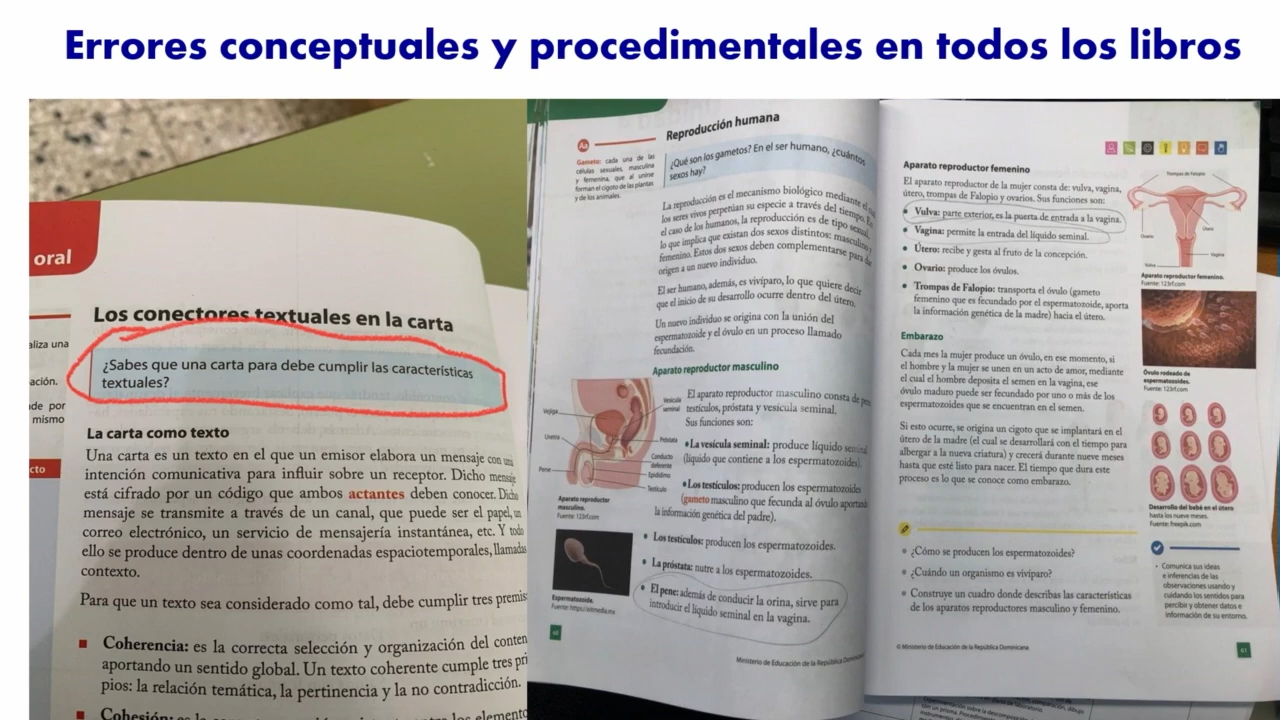 Errores conceptuales y procedimentales en todos los libros
oral
aliza una
ación.
mismo
cto
Los conectores textuales en la carta
¿Sabes que una carta para debe cumplir las características
textuales?
La carta como texto
Una carta es un texto en el que un emisor elabora un mensaje con una
intención comunicativa para influir sobre un receptor. Dicho mensaje
está cifrado por un código que ambos actantes deben conocer. Dicho
mensaje se transmite a través de un canal, que puede ser el papel, un
correo electrónico, un servicio de mensajería instantánea, etc. Y todo
ello se produce dentro de unas coordenadas espaciotemporales, llamadas
contexto.
Para que un texto sea considerado como tal, debe cumplir tres premis
Coherencia: es la correcta selección y organización del conten
aportando un sentido global. Un texto coherente cumple tres pri
pios: la relación temática, la pertinencia y la no contradicción.
Cohesión:
Aa
Gameto: cada una de las
células sexuales, masculina
y femenina, que al unirse
forman el cigoto de las plantas
y de los animales.
Reproducción humana
¿Qué son los gametos? En el ser humano, ¿cuántos
sexos hay?
La reproducción es el mecanismo biológico mediante el
los seres vivos perpetúan su especie a través del tiempo. En
el caso de los humanos, la reproducción es de tipo sexual,
lo que implica que existan dos sexos distintos: masculino y
femenino. Estos dos sexos deben complementarse para dar
origen a un nuevo individuo.
El ser humano, además, es vivíparo, lo que quiere decir
que el inicio de su desarrollo ocurre dentro del útero.
Un nuevo individuo se origina con la unión del
espermatozoide y el óvulo en un proceso llamado
fecundación.
Aparato reproductor masculino
El aparato reproductor masculino consta de
testículos, próstata y vesícula seminal.
Sus funciones son:
Vejiga
Uretra
Pene
Vesícula
seminal
Próstata
Conducto
deferente
Epidídimo
Testículo
Aparato reproductor
masculino.
Fuente: 123rf.com
La vesícula seminal: produce líquido seminal
(líquido que contiene a los espermatozoides).
Los testículos: producen los espermatozoides
(gameto masculino que fecunda al óvulo aportando
la información genética del padre).
Los testículos: producen los espermatozoides.
La próstata: nutre a los espermatozoides.
El pene: además de conducir la orina, sirve para
introducir el líquido seminal en la vagina.
Espermatozoide.
60
Ministerio de Educación de la República Dominicana
Aparato reproductor femenino
El aparato reproductor de la mujer consta de: vulva, vagina,
útero, trompas de Falopio y ovarios. Sus funciones son:
Vulva: parte exterior, es la puerta de entrada a la vagina.
Vagina: permite la entrada del líquido seminal.
Útero: recibe y gesta al fruto de la concepción.
Ovario: produce los óvulos.
Trompas de Falopio: transporta el óvulo (gameto
femenino que es fecundado por el espermatozoide, aporta
la información genética de la madre) hacia el útero.
Embarazo
Cada mes la mujer produce un óvulo, en ese momento, si
el hombre y la mujer se unen en un acto de amor, mediante
el cual el hombre deposita el semen en la vagina, ese
óvulo maduro puede ser fecundado por uno o más de los
espermatozoides que se encuentran en el semen.
Si esto ocurre, se origina un cigoto que se implantará en el
útero de la madre (el cual se desarrollará con el tiempo para
albergar a la nueva criatura) y crecerá durante nueve meses
hasta que esté listo para nacer. El tiempo que dura este
proceso es lo que se conoce como embarazo.
¿Cómo se producen los espermatozoides?
¿Cuándo un organismo es vivíparo?
Construye un cuadro donde describas las características
de los aparatos reproductores masculino y femenino.
© Ministerio de Educación de la República Dominicana
Trompas de Falopio
Ovario
Útero
Vagina
Vulva
Aparato reproductor femenino.
Fuente: 123rf.com
Óvulo rodeado de
espermatozoides.
Fuente: 123rf.com
Desarrollo del bebé en el útero
hasta los nueve meses.
Fuente: freepik.com
Comunica sus ideas
e inferencias de las
observaciones usando y
cuidando los sentidos para
percibir y obtener datos e
información de su entorno.
61